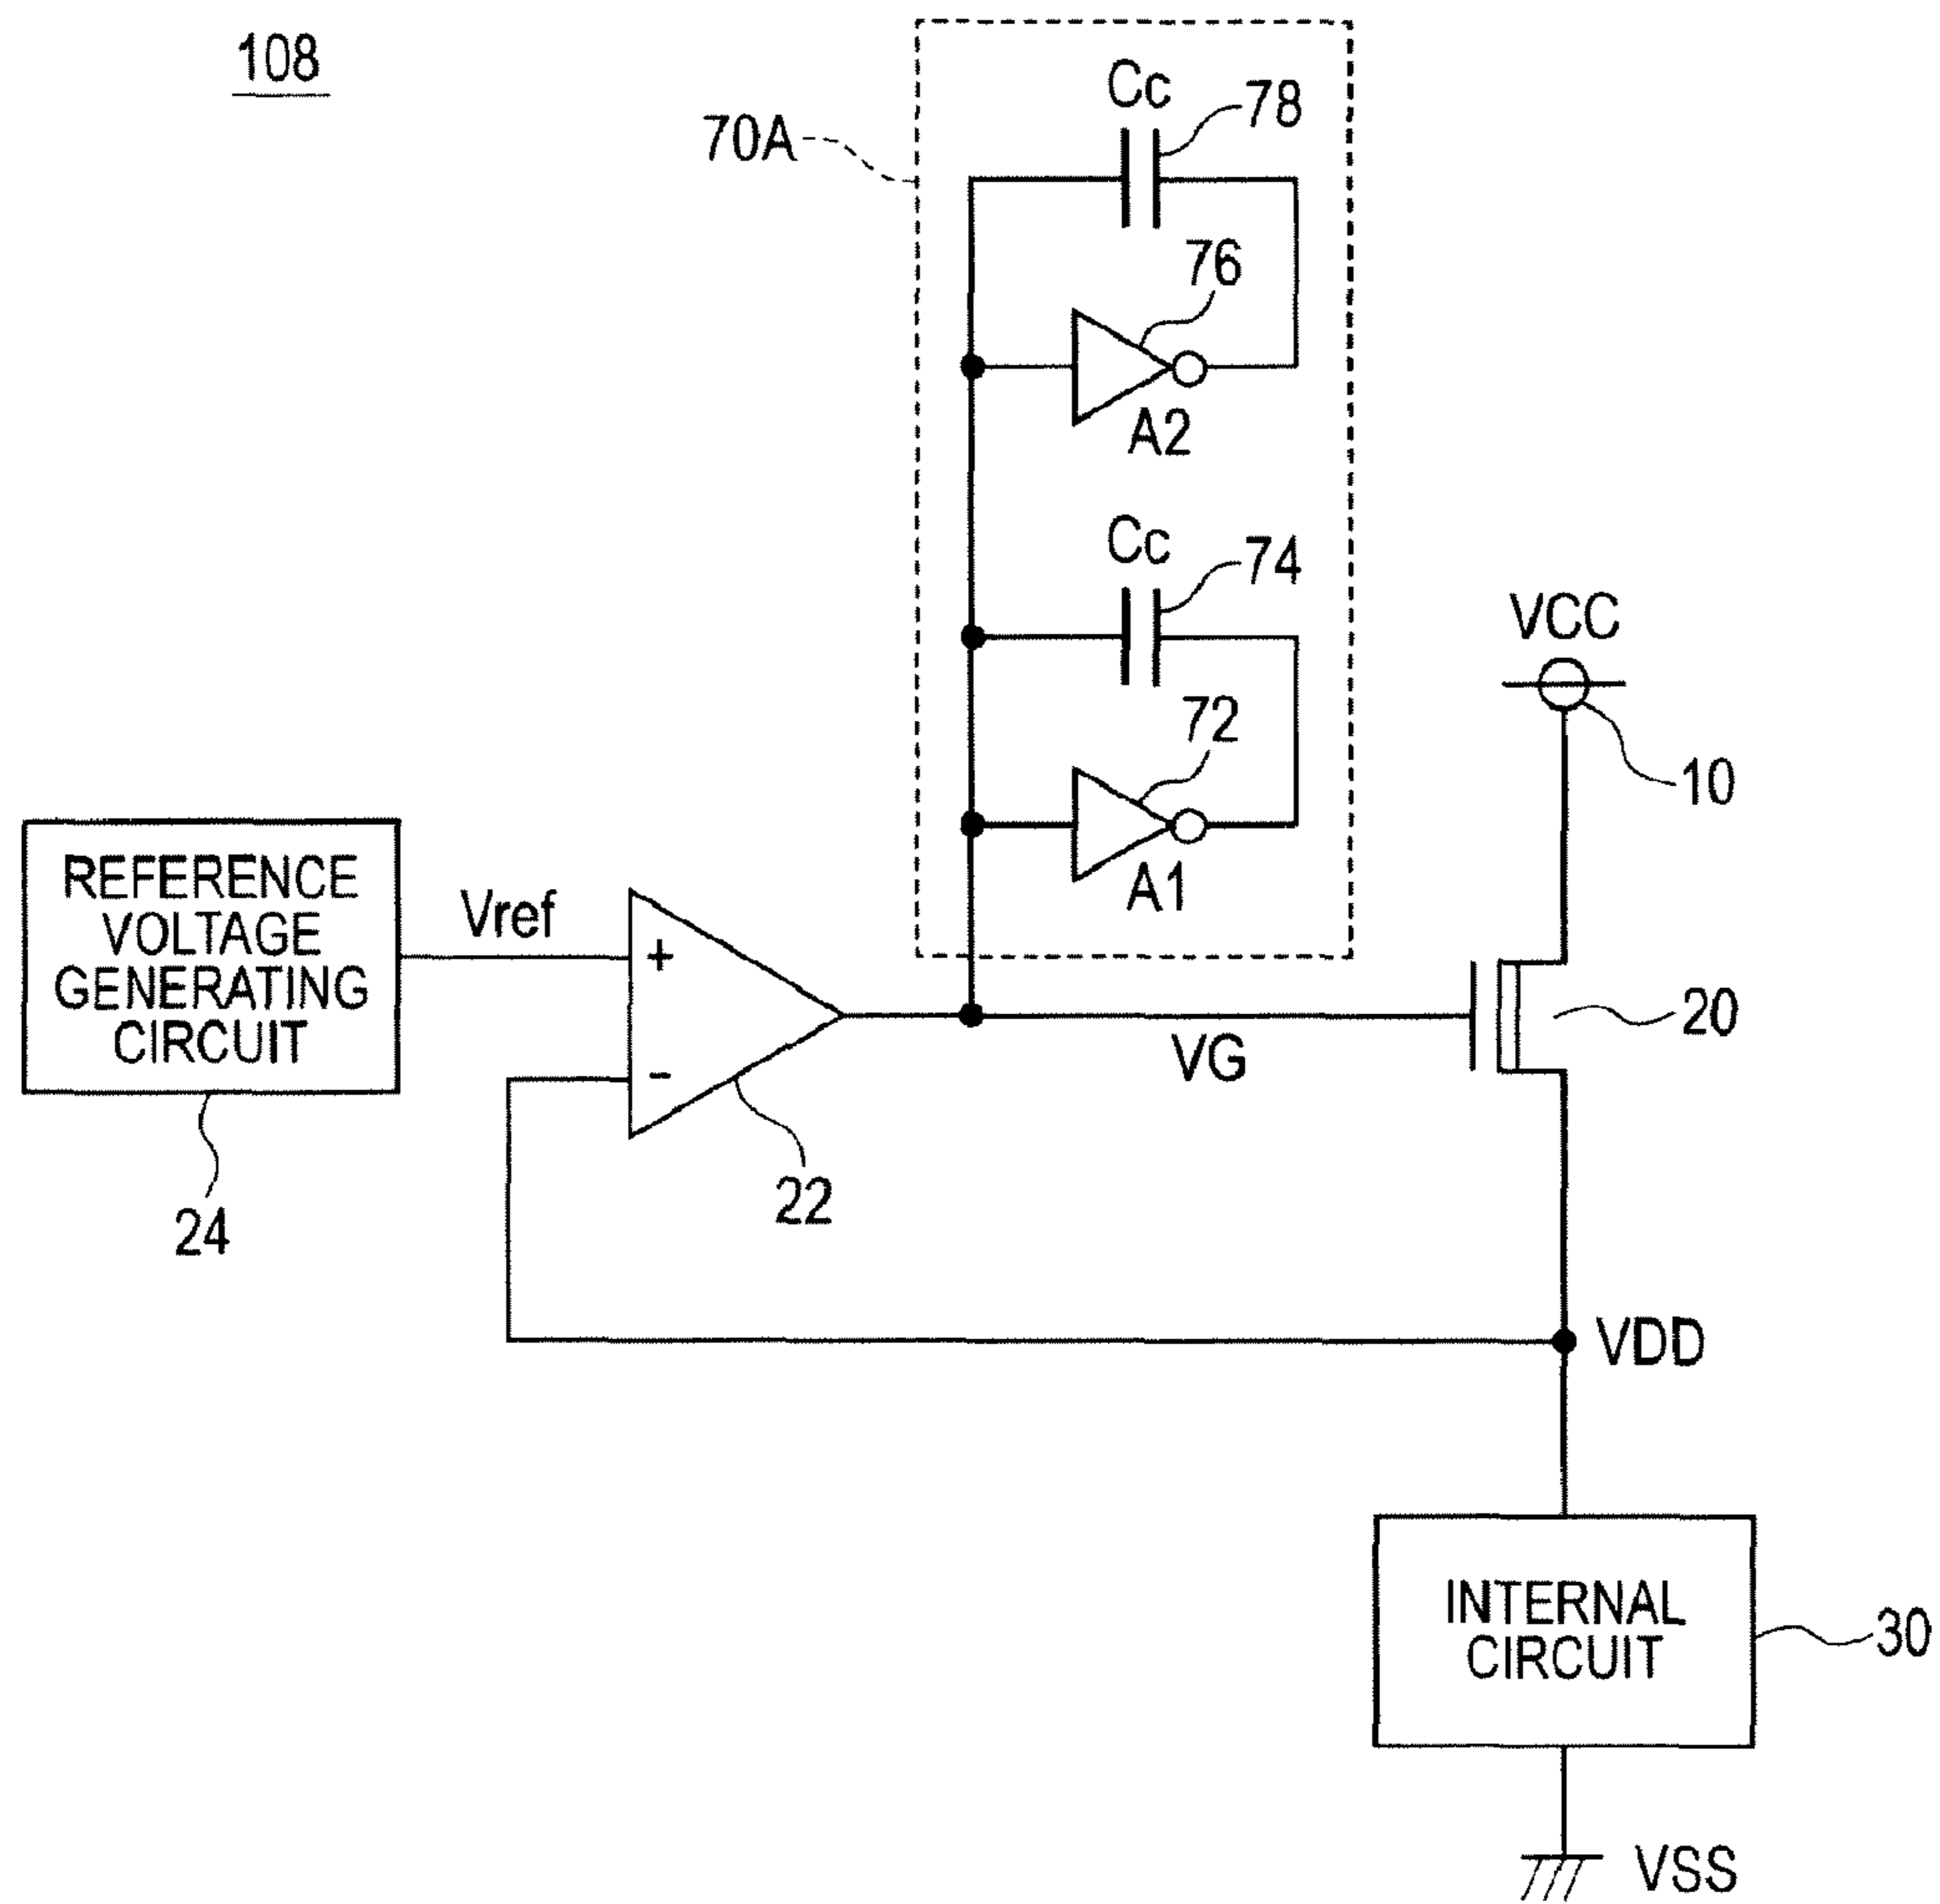 108
70A
Cc
78
76
A2
Cc
74
72
A1
VCC
10
REFERENCE
VOLTAGE
GENERATING
CIRCUIT
24
Vref
+
-
22
VG
20
VDD
INTERNAL
CIRCUIT
30
VSS